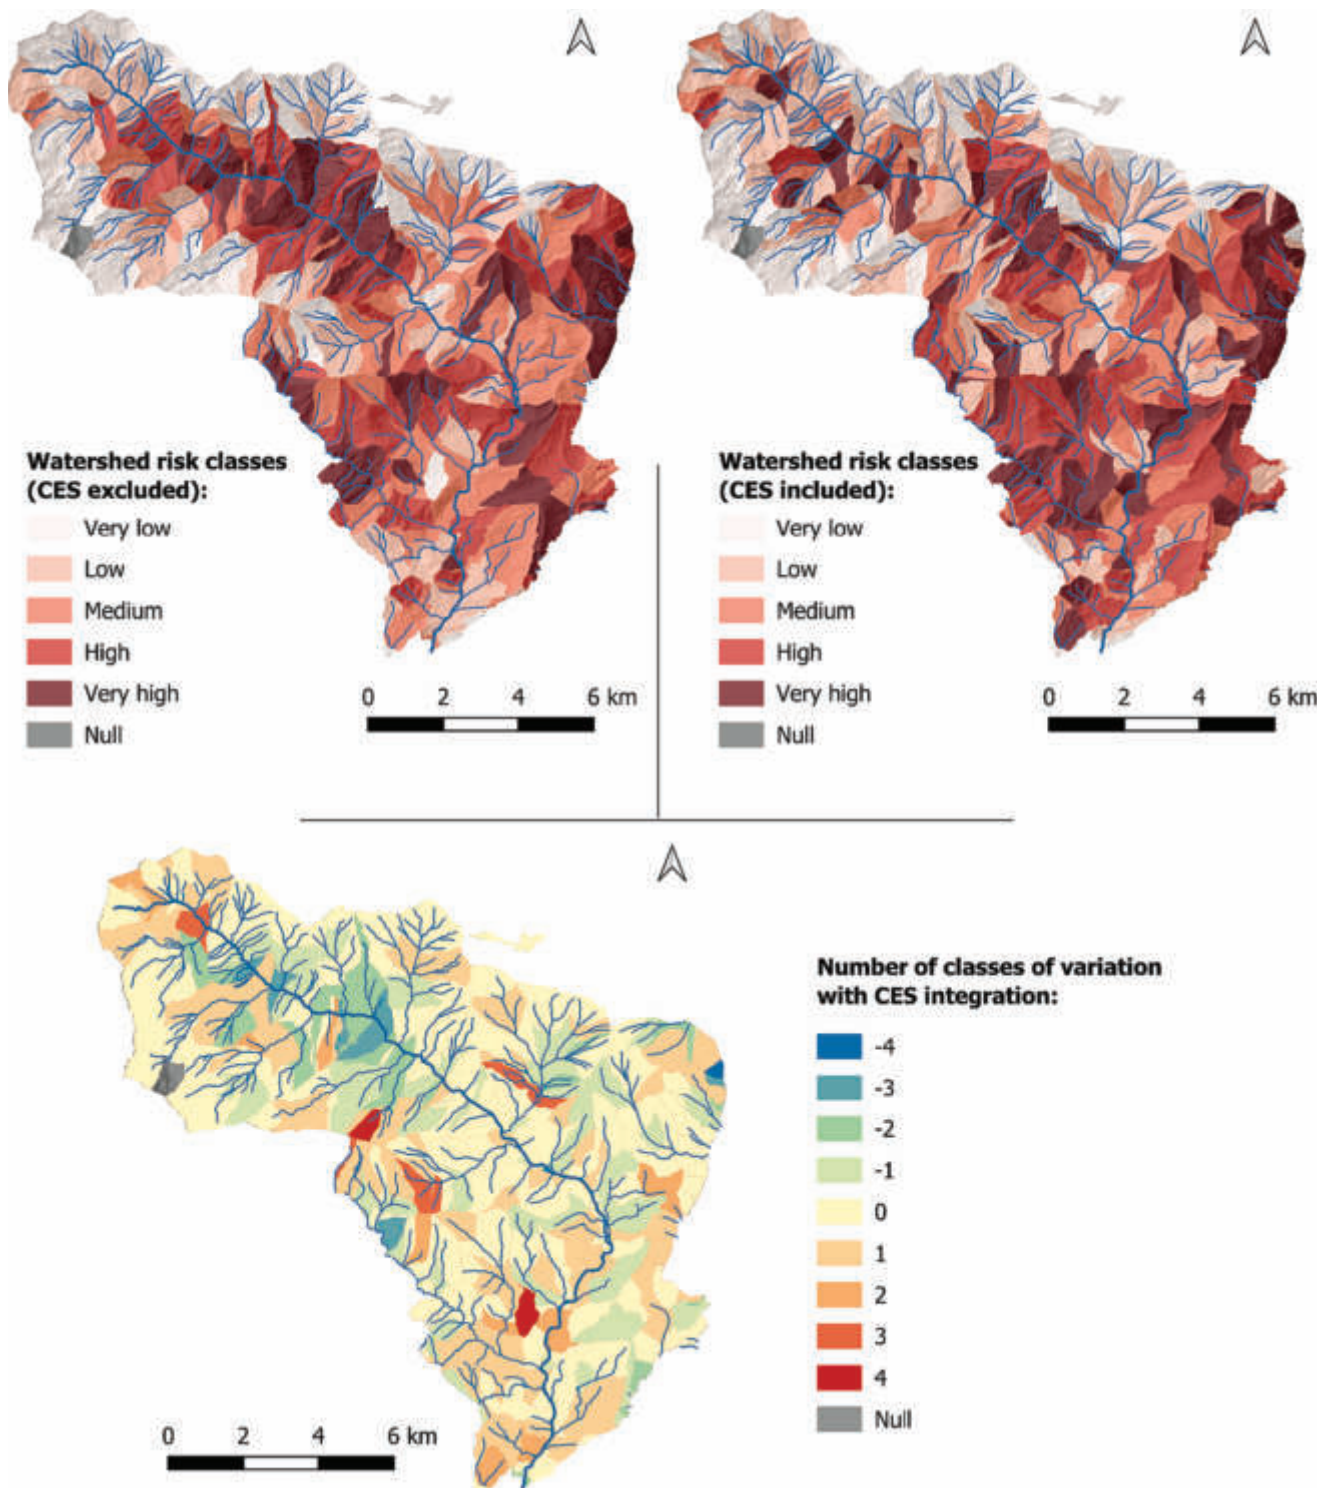 Watershed risk classes
(CES excluded):
Very low
Low
Medium
High
Very high
Null
0 2 4 6 km
Watershed risk classes
(CES included):
Very low
Low
Medium
High
Very high
Null
0 2 4 6 km
Number of classes of variation
with CES integration:
-4
-3
-2
-1
0
1
2
3
4
Null
0 2 4 6 km